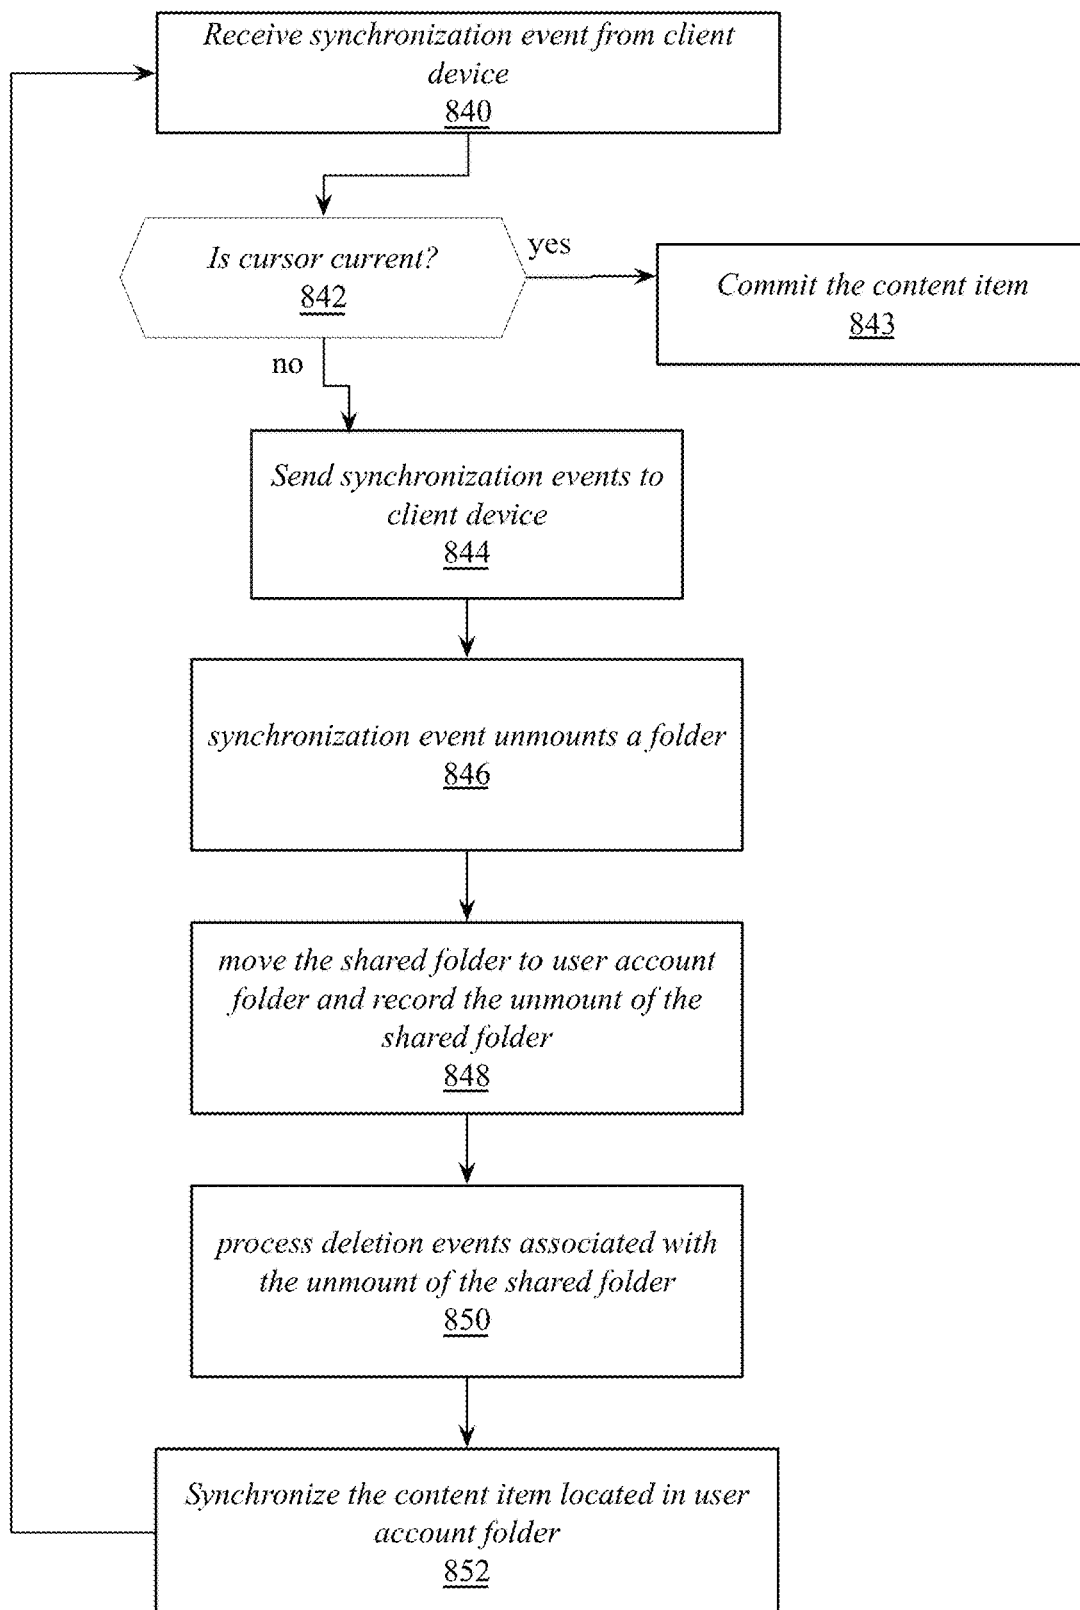 Receive synchronization event from client
device
840
Is cursor current?
842
yes
Commit the content item
843
no
Send synchronization events to
client device
844
synchronization event unmounts a folder
846
move the shared folder to user account
folder and record the unmount of the
shared folder
848
process deletion events associated with
the unmount of the shared folder
850
Synchronize the content item located in user
account folder
852